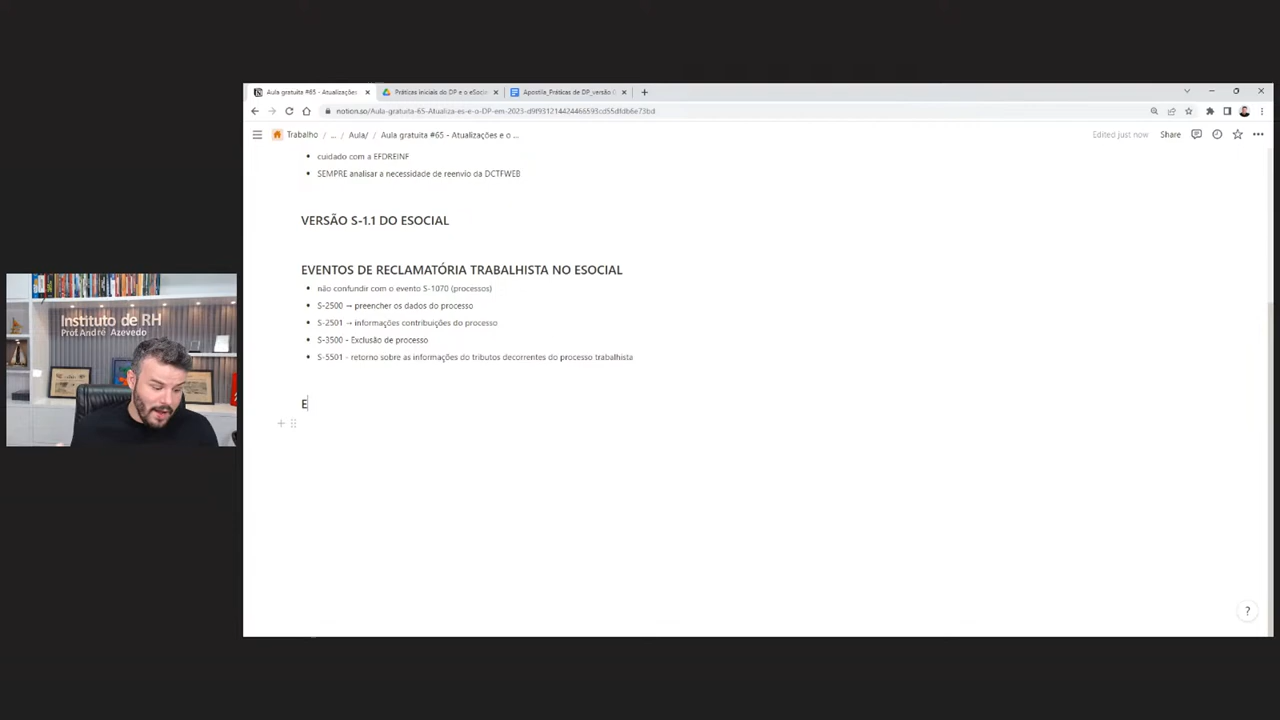 Aula gratuita #65 - Atualizações
Práticas iniciais do DP e o eSoci
Apostila_Práticas de DP_versão
notion.so/Aula-gratuita-65-Atualiza-es-e-o-DP-em-2023-d9f931214424466593cd55dfdb6e73bd
Trabalho / ... / Aula/ / Aula gratuita #65 - Atualizações e o ...
Edited just now
Share
cuidado com a EFDREINF
SEMPRE analisar a necessidade de reenvio da DCTFWEB
VERSÃO S-1.1 DO ESOCIAL
EVENTOS DE RECLAMATÓRIA TRABALHISTA NO ESOCIAL
não confundir com o evento S-1070 (processos)
S-2500 → preencher os dados do processo
S-2501 → informações contribuições do processo
S-3500 - Exclusão de processo
S-5501 - retorno sobre as informações do tributos decorrentes do processo trabalhista
E
Instituto de RH
Prof. André Azevedo
?